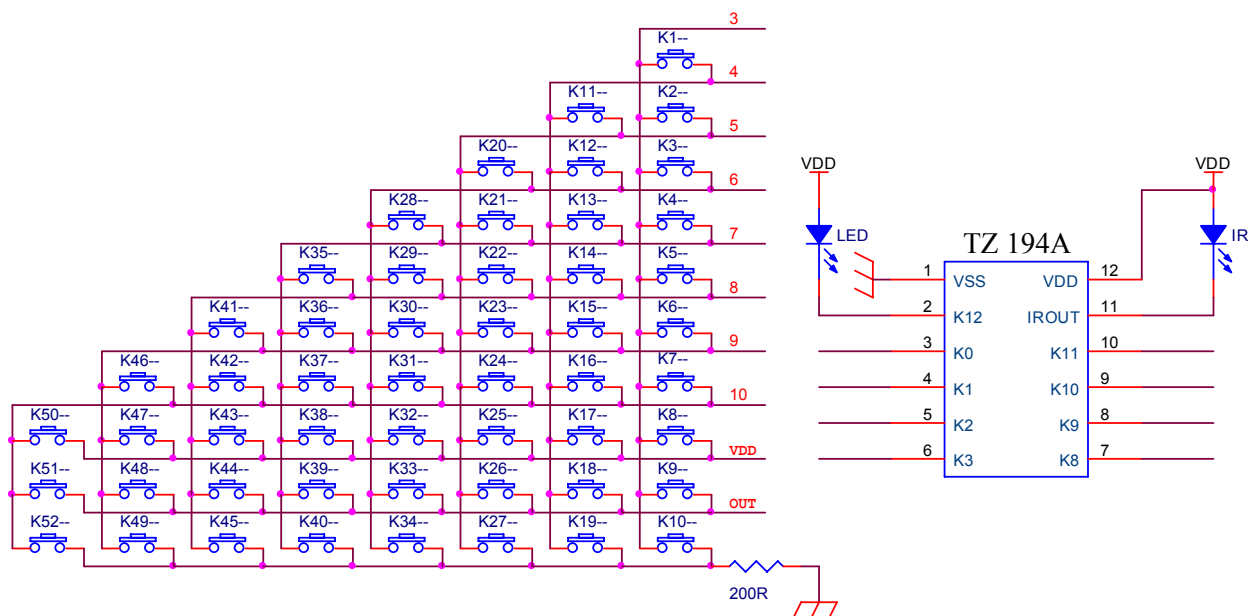 3
K1--
4
K11-- K2--
5
K20-- K12-- K3--
6
K28-- K21-- K13-- K4--
7
K35-- K29-- K22-- K14-- K5--
8
K41-- K36-- K30-- K23-- K15-- K6--
9
K46-- K42-- K37-- K31-- K24-- K16-- K7--
10
K50-- K47-- K43-- K38-- K32-- K25-- K17-- K8--
VDD
K51-- K48-- K44-- K39-- K33-- K26-- K18-- K9--
OUT
K52-- K49-- K45-- K40-- K34-- K27-- K19-- K10--
200R
VDD VDD
LED IR
TZ 194A
1 VSS VDD 12
2 K12 IROUT 11
3 K0 K11 10
4 K1 K10 9
5 K2 K9 8
6 K3 K8 7